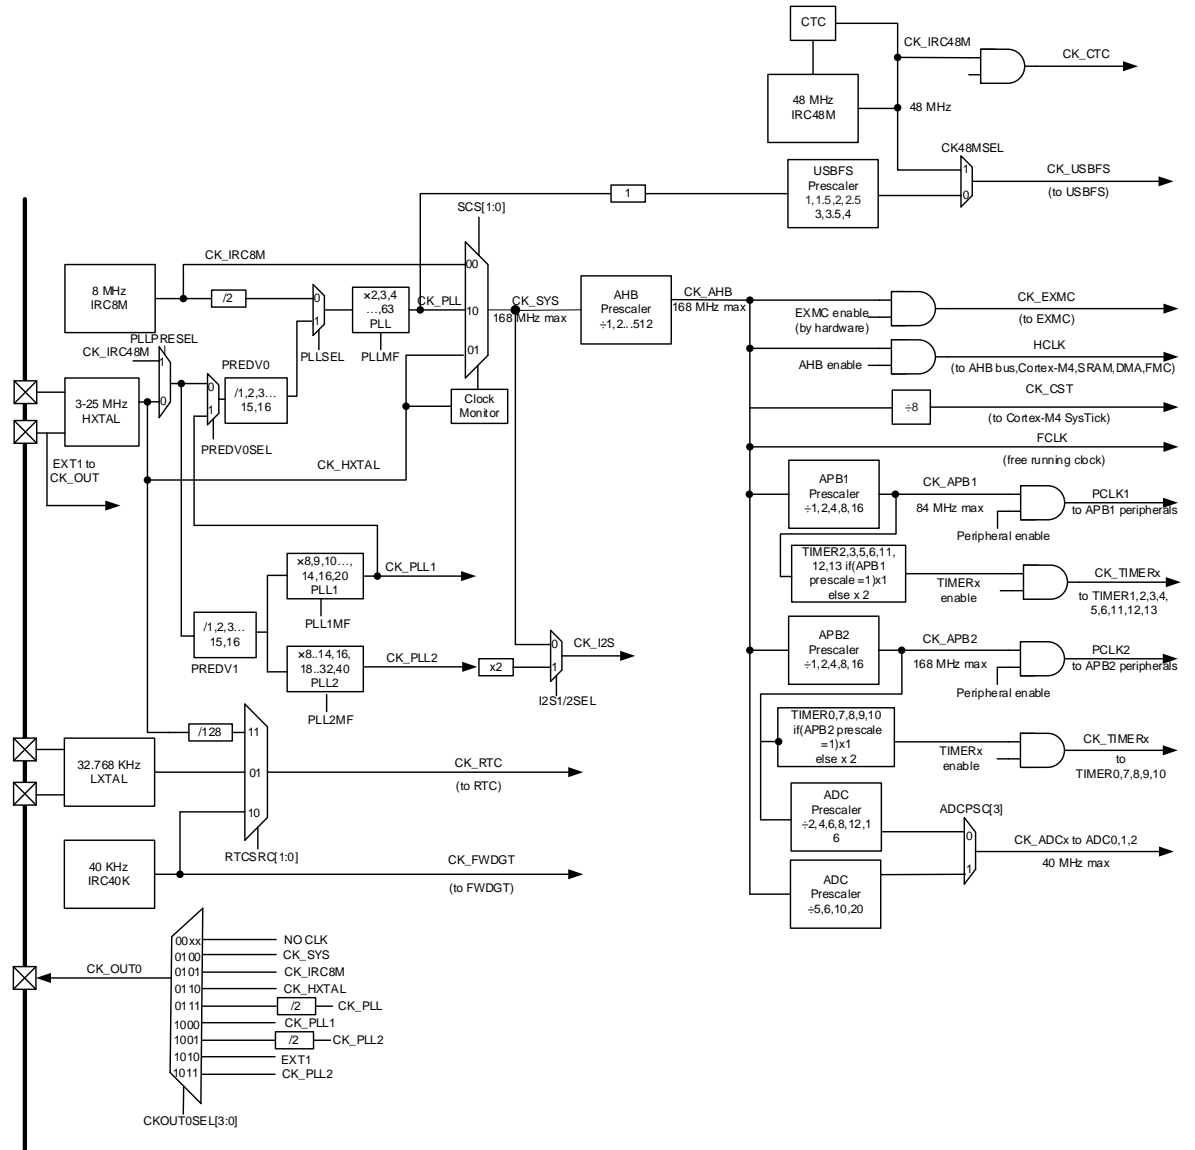 CTC
CK_IRC48M
CK_CTC
48 MHz
IRC48M
48 MHz
CK48MSEL
1
0
CK_USBFS
(to USBFS)
USBFS
Prescaler
1,1.5,2,2.5
3,3.5,4
1
SCS[1:0]
CK_IRC8M
8 MHz
IRC8M
/2
0
1
PLLSEL
×2,3,4
…,63
PLL
PLLMF
CK_PLL
00
10
01
CK_SYS
168 MHz max
AHB
Prescaler
÷1,2...512
CK_AHB
168 MHz max
EXMC enable
(by hardware)
CK_EXMC
(to EXMC)
AHB enable
HCLK
(to AHB bus,Cortex-M4,SRAM,DMA,FMC)
÷8
CK_CST
(to Cortex-M4 SysTick)
FCLK
(free running clock)
PLLPRESEL
CK_IRC48M
1
0
3-25 MHz
HXTAL
PREDV0
0
1
/1,2,3…
15,16
PREDV0SEL
Clock
Monitor
EXT1 to
CK_OUT
CK_HXTAL
APB1
Prescaler
÷1,2,4,8,16
CK_APB1
84 MHz max
Peripheral enable
PCLK1
to APB1 peripherals
TIMER2,3,5,6,11,
12,13 if(APB1
prescale =1)x1
else x 2
TIMERx
enable
CK_TIMERx
to TIMER1,2,3,4,
5,6,11,12,13
×8,9,10…,
14,16,20
PLL1
PLL1MF
CK_PLL1
/1,2,3…
15,16
PREDV1
×8..14,16,
18..32,40
PLL2
PLL2MF
CK_PLL2
x2
0
1
CK_I2S
I2S1/2SEL
APB2
Prescaler
÷1,2,4,8,16
CK_APB2
168 MHz max
Peripheral enable
PCLK2
to APB2 peripherals
TIMER0,7,8,9,10
if(APB2 prescale
=1)x1
else x 2
TIMERx
enable
CK_TIMERx
to
TIMER0,7,8,9,10
/128
11
01
10
32.768 KHz
LXTAL
CK_RTC
(to RTC)
RTCSRC[1:0]
40 KHz
IRC40K
CK_FWDGT
(to FWDGT)
ADC
Prescaler
÷2,4,6,8,12,1
6
ADCPSC[3]
0
1
CK_ADCx to ADC0,1,2
40 MHz max
ADC
Prescaler
÷5,6,10,20
CK_OUT0
00xx
NO CLK
0100
CK_SYS
0101
CK_IRC8M
0110
CK_HXTAL
0111
/2
CK_PLL
1000
CK_PLL1
1001
/2
CK_PLL2
1010
EXT1
1011
CK_PLL2
CKOUT0SEL[3:0]